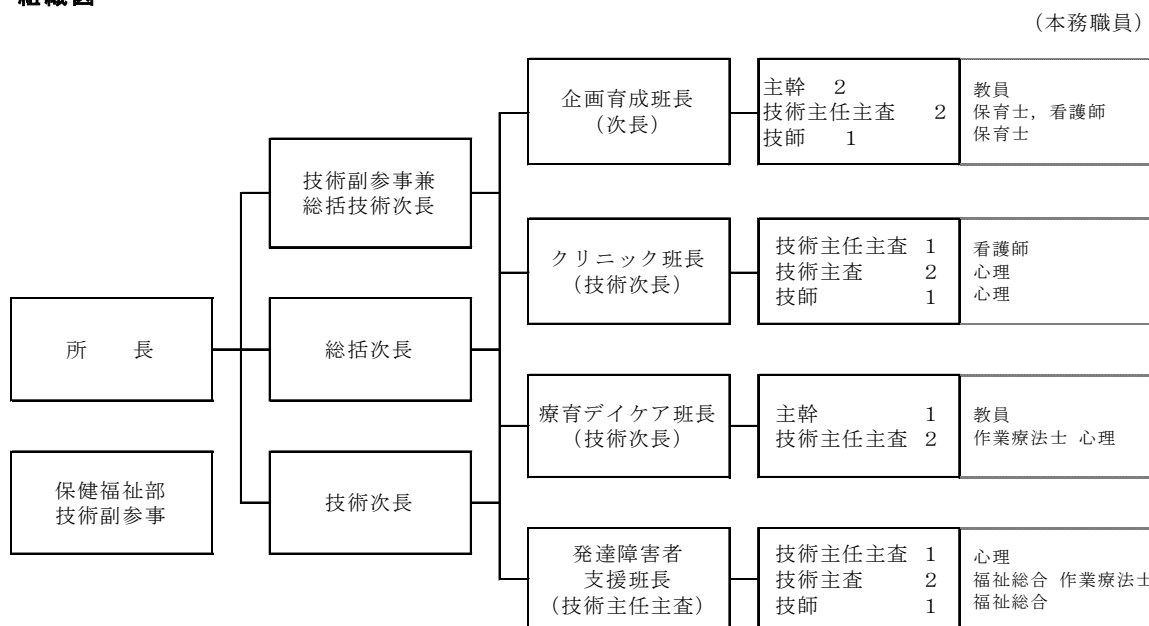 組織図
（本務職員）
企画育成班長
（次長）
主幹 2
技術主任主査 2
技師 1
教員
保育士，看護師
保育士
技術副参事兼
総括技術次長
クリニック班長
（技術次長）
技術主任主査 1
技術主査 2
技師 1
看護師
心理
心理
所 長
総括次長
療育デイケア班長
（技術次長）
主幹 1
技術主任主査 2
教員
作業療法士 心理
保健福祉部
技術副参事
技術次長
発達障害者
支援班長
（技術主任主査）
技術主任主査 1
技術主査 2
技師 1
心理
福祉総合 作業療法士
福祉総合